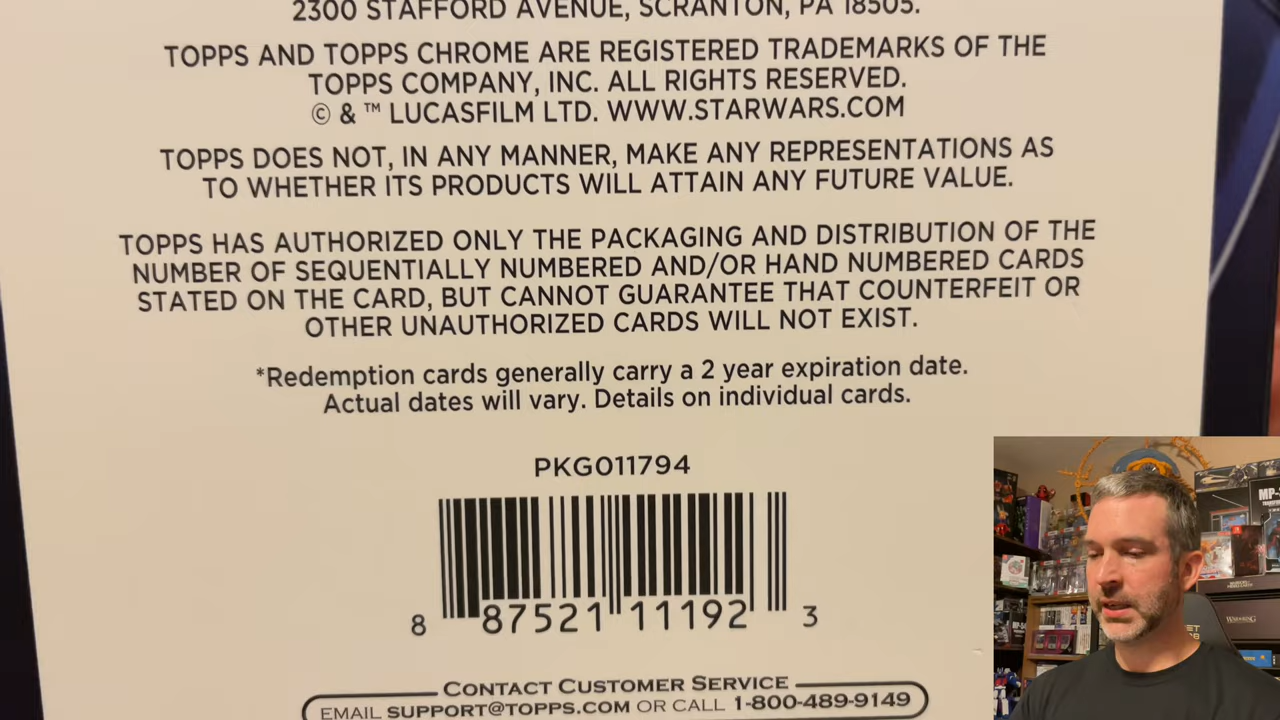 2300 STAFFORD AVENUE, SCRANTON, PA 18505.
TOPPS AND TOPPS CHROME ARE REGISTERED TRADEMARKS OF THE
TOPPS COMPANY, INC. ALL RIGHTS RESERVED.
© & ™ LUCASFILM LTD. WWW.STARWARS.COM
TOPPS DOES NOT, IN ANY MANNER, MAKE ANY REPRESENTATIONS AS
TO WHETHER ITS PRODUCTS WILL ATTAIN ANY FUTURE VALUE.
TOPPS HAS AUTHORIZED ONLY THE PACKAGING AND DISTRIBUTION OF THE
NUMBER OF SEQUENTIALLY NUMBERED AND/OR HAND NUMBERED CARDS
STATED ON THE CARD, BUT CANNOT GUARANTEE THAT COUNTERFEIT OR
OTHER UNAUTHORIZED CARDS WILL NOT EXIST.
*Redemption cards generally carry a 2 year expiration date.
Actual dates will vary. Details on individual cards.
PKG011794
8 87521 11192 3
CONTACT CUSTOMER SERVICE
EMAIL SUPPORT@TOPPS.COM OR CALL 1-800-489-9149